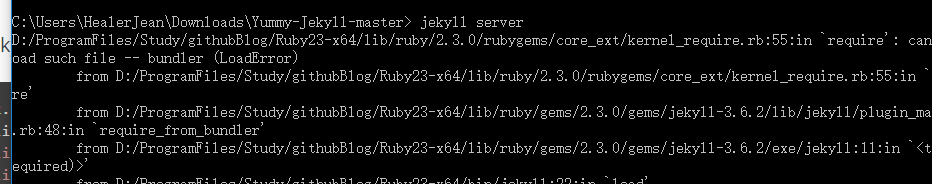 C:\Users\HealerJean\Downloads\Yummy-Jekyll-master> jekyll server
D:/ProgramFiles/Study/githubBlog/Ruby23-x64/lib/ruby/2.3.0/rubygems/core_ext/kernel_require.rb:55:in `require': can
oad such file -- bundler (LoadError)
from D:/ProgramFiles/Study/githubBlog/Ruby23-x64/lib/ruby/2.3.0/rubygems/core_ext/kernel_require.rb:55:in `
re'
from D:/ProgramFiles/Study/githubBlog/Ruby23-x64/lib/ruby/gems/2.3.0/gems/jekyll-3.6.2/lib/jekyll/plugin_ma
.rb:48:in `require_from_bundler'
from D:/ProgramFiles/Study/githubBlog/Ruby23-x64/lib/ruby/gems/2.3.0/gems/jekyll-3.6.2/exe/jekyll:11:in `<t
equired)>'
from D:/ProgramFiles/Study/githubBlog/Ruby23-x64/bin/jekyll:22:in `load'